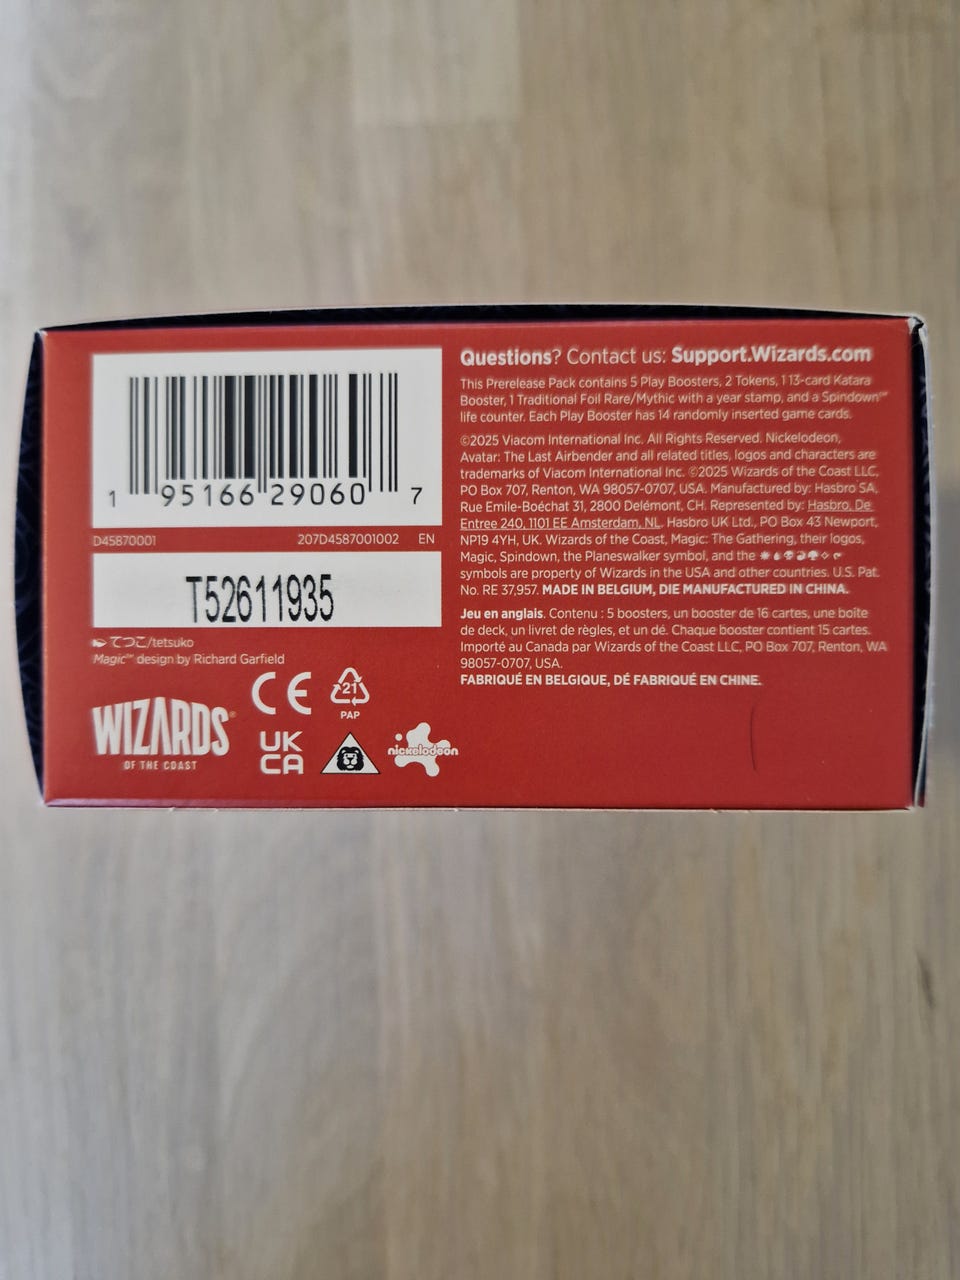 1 95166 29060 7
D45870001 207D4587001002 EN
T52611935
てつこ/tetsuko
Magic™ design by Richard Garfield
CE
21
PAP
WIZARDS®
OF THE COAST
UK
CA
nickelodeon
Questions? Contact us: Support.Wizards.com
This Prerelease Pack contains 5 Play Boosters, 2 Tokens, 1 13-card Katara
Booster, 1 Traditional Foil Rare/Mythic with a year stamp, and a Spindown™
life counter. Each Play Booster has 14 randomly inserted game cards.
©2025 Viacom International Inc. All Rights Reserved. Nickelodeon,
Avatar: The Last Airbender and all related titles, logos and characters are
trademarks of Viacom International Inc. ©2025 Wizards of the Coast LLC,
PO Box 707, Renton, WA 98057-0707, USA. Manufactured by: Hasbro SA,
Rue Emile-Boéchat 31, 2800 Delémont, CH. Represented by: Hasbro, De
Entree 240, 1101 EE Amsterdam, NL. Hasbro UK Ltd., PO Box 43 Newport,
NP19 4YH, UK. Wizards of the Coast, Magic: The Gathering, their logos,
Magic, Spindown, the Planeswalker symbol, and the
symbols are property of Wizards in the USA and other countries. U.S. Pat.
No. RE 37,957. MADE IN BELGIUM, DIE MANUFACTURED IN CHINA.
Jeu en anglais. Contenu : 5 boosters, un booster de 16 cartes, une boîte
de deck, un livret de règles, et un dé. Chaque booster contient 15 cartes.
Importé au Canada par Wizards of the Coast LLC, PO Box 707, Renton, WA
98057-0707, USA.
FABRIQUÉ EN BELGIQUE, DÉ FABRIQUÉ EN CHINE.